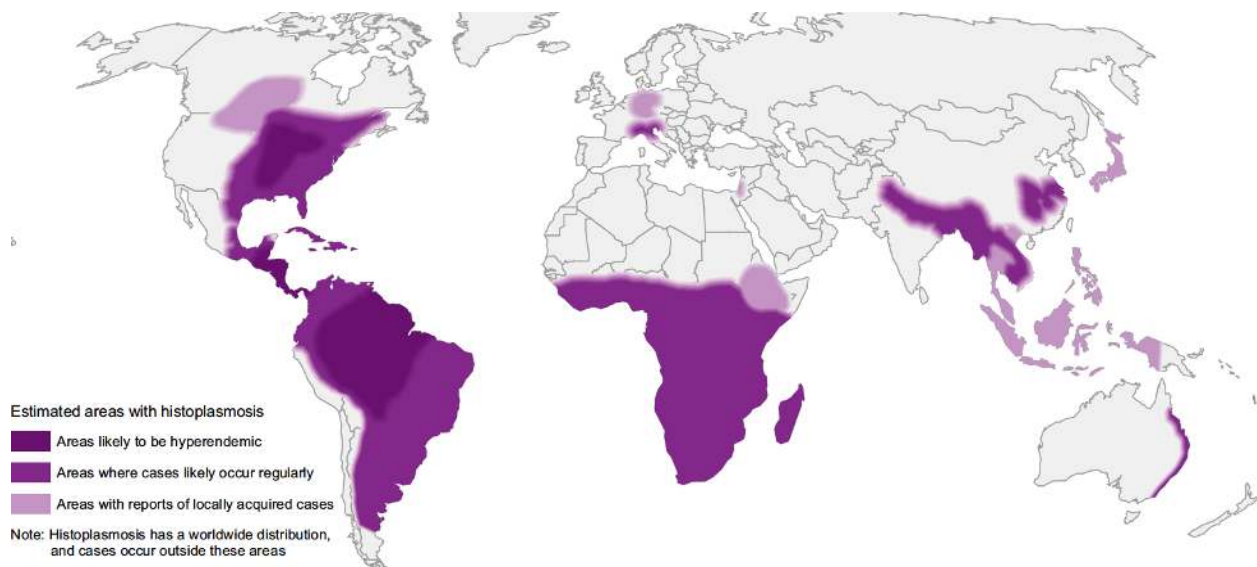 Estimated areas with histoplasmosis
Areas likely to be hyperendemic
Areas where cases likely occur regularly
Areas with reports of locally acquired cases
Note: Histoplasmosis has a worldwide distribution,
and cases occur outside these areas